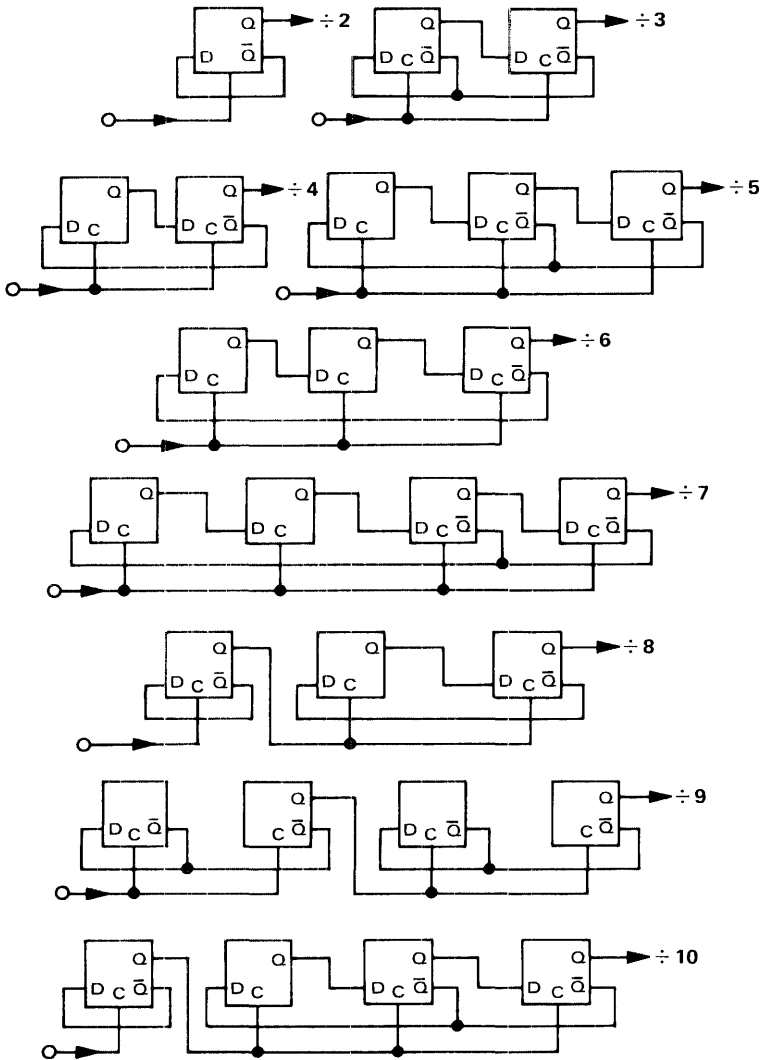 Q ÷2 Q Q ÷3
D Q̄ D C Q̄ D C Q̄
Q Q ÷4 Q Q Q ÷5
D C D C Q̄ D C D C Q̄ D C Q̄
Q Q Q ÷6
D C D C D C Q̄
Q Q Q Q ÷7
D C D C D C Q̄ D C Q̄
Q Q Q ÷8
D C Q̄ D C D C Q̄
Q Q ÷9
D C Q̄ C Q̄ D C Q̄ C Q̄
Q Q Q Q ÷10
D C Q̄ D C D C Q̄ D C Q̄